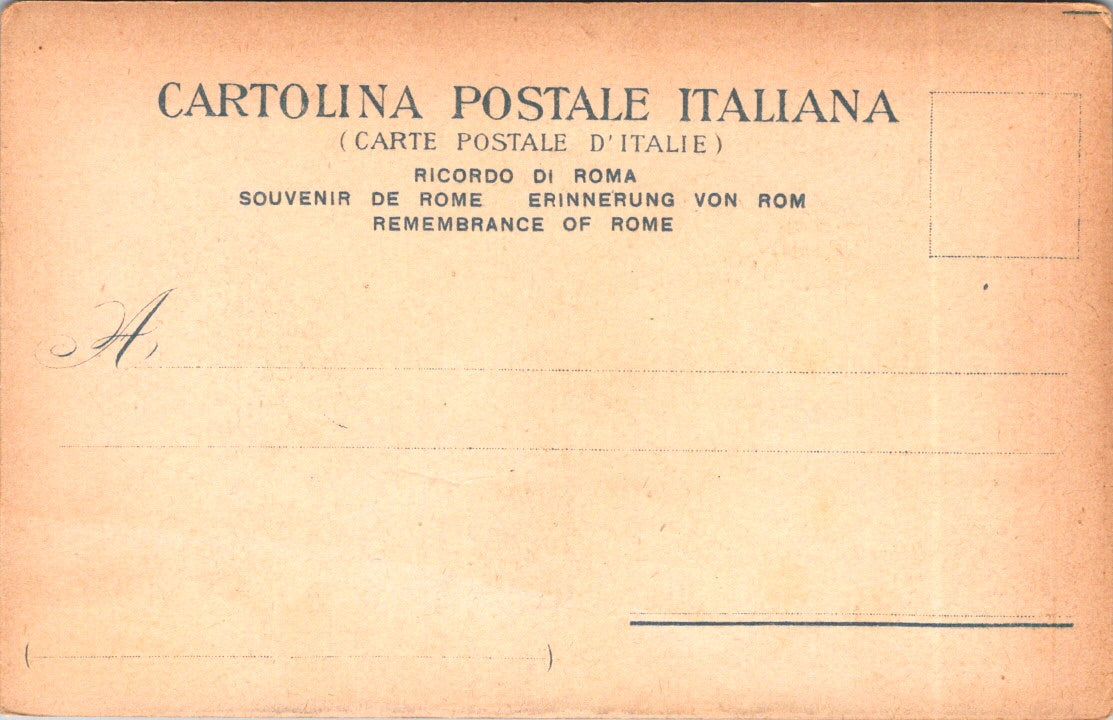 CARTOLINA POSTALE ITALIANA
(CARTE POSTALE D'ITALIE)
RICORDO DI ROMA
SOUVENIR DE ROME ERINNERUNG VON ROM
REMEMBRANCE OF ROME
A